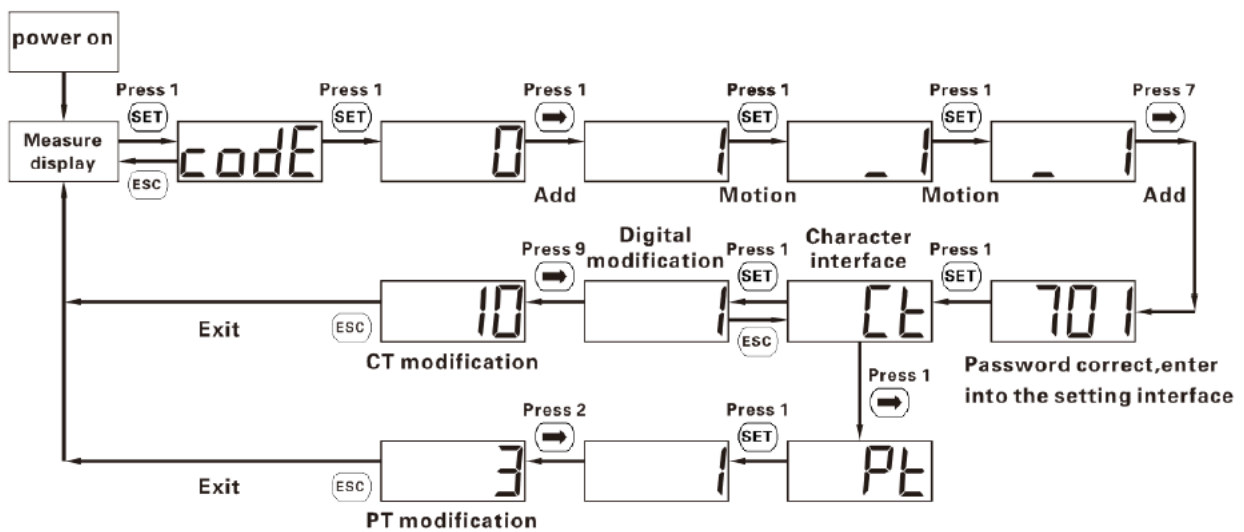 power on
Press 1
SET
Press 1
SET
Press 1
Press 1
SET
Press 1
SET
Press 7
Measure
display
codE
0
1
_1
_ 1
ESC
Add
Motion
Motion
Add
Digital
modification
Character
interface
Press 9
Press 1
SET
Press 1
SET
10
1
Ct
701
Exit
ESC
ESC
CT modification
Password correct,enter
into the setting interface
Press 1
Press 2
Press 1
SET
3
1
Pt
Exit
ESC
PT modification